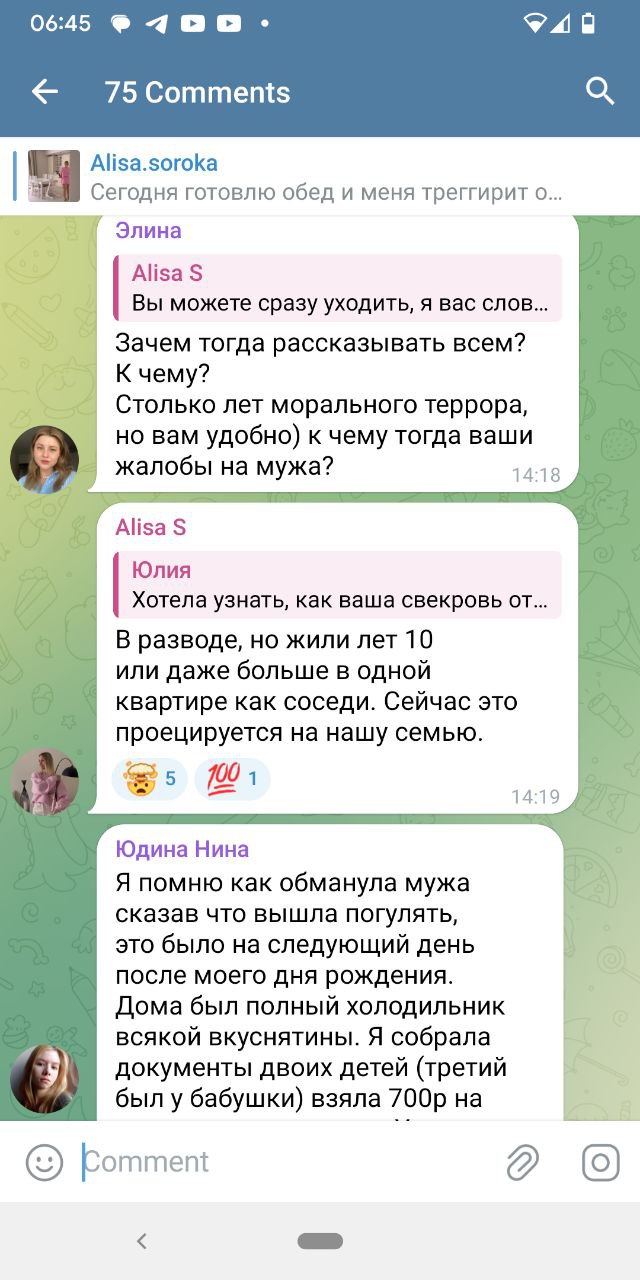 06:45
75 Comments
Alisa.soroka
Сегодня готовлю обед и меня треггирит о...
Элина
Alisa S
Вы можете сразу уходить, я вас слов...
Зачем тогда рассказывать всем?
К чему?
Столько лет морального террора,
но вам удобно) к чему тогда ваши
жалобы на мужа?
14:18
Alisa S
Юлия
Хотела узнать, как ваша свекровь от...
В разводе, но жили лет 10
или даже больше в одной
квартире как соседи. Сейчас это
проецируется на нашу семью.
🤯 5 💯 1
14:19
Юдина Нина
Я помню как обманула мужа
сказав что вышла погулять,
это было на следующий день
после моего дня рождения.
Дома был полный холодильник
всякой вкуснятины. Я собрала
документы двоих детей (третий
был у бабушки) взяла 700р на
Comment